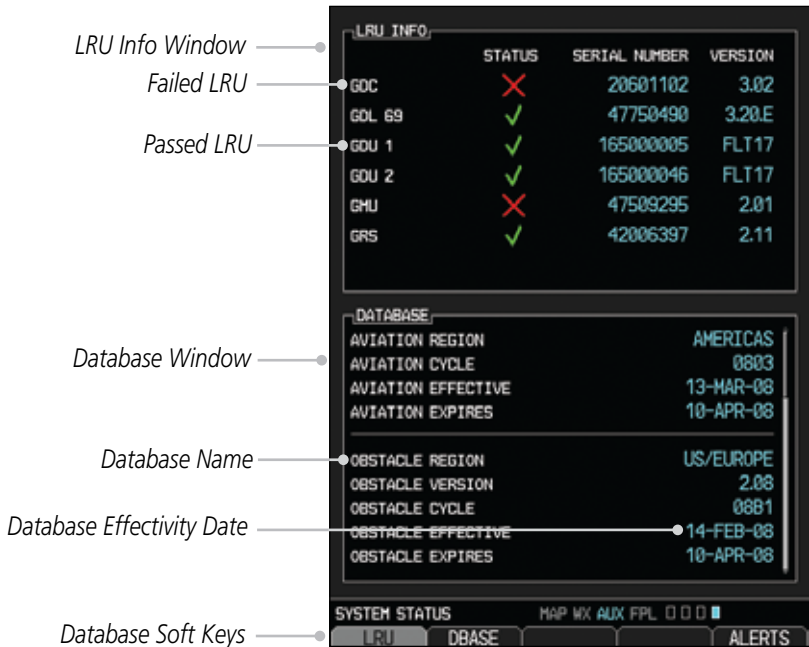 LRU INFO
LRU Info Window
STATUS SERIAL NUMBER VERSION
Failed LRU
GDC 20601102 3.02
GDL 69 47750490 3.20.E
Passed LRU
GDU 1 165000005 FLT17
GDU 2 165000046 FLT17
GMU 47509295 2.01
GRS 42006397 2.11
DATABASE
AVIATION REGION AMERICAS
Database Window
AVIATION CYCLE 0803
AVIATION EFFECTIVE 13-MAR-08
AVIATION EXPIRES 10-APR-08
Database Name
OBSTACLE REGION US/EUROPE
OBSTACLE VERSION 2.08
OBSTACLE CYCLE 08B1
Database Effectivity Date
OBSTACLE EFFECTIVE 14-FEB-08
OBSTACLE EXPIRES 10-APR-08
SYSTEM STATUS MAP WX AUX FPL
Database Soft Keys
LRU DBASE ALERTS